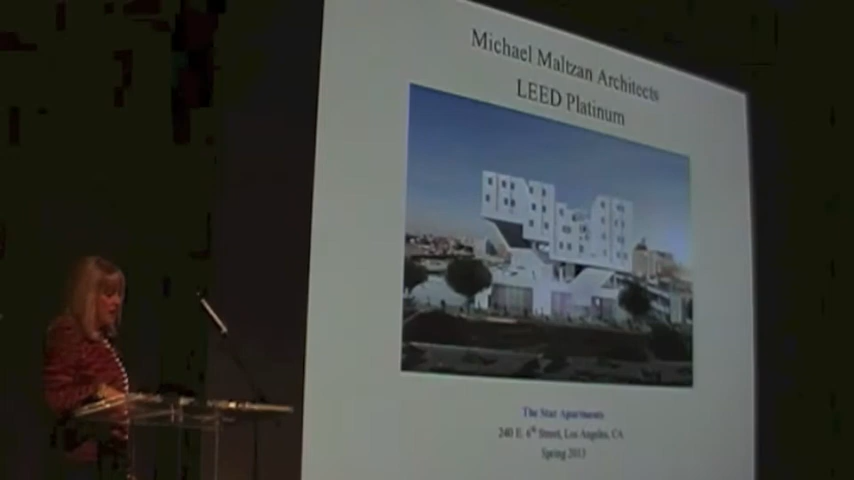 Michael Maltzan Architects
LEED Platinum
The Star Apartments
240 E. 6th Street, Los Angeles, CA
Spring 2013